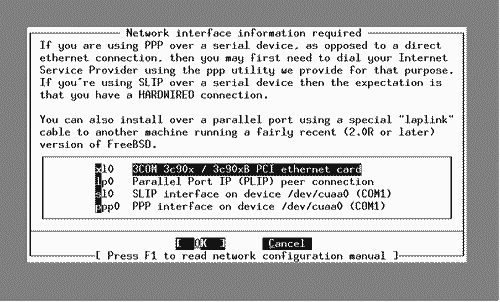 Network interface information required
If you are using PPP over a serial device, as opposed to a direct
ethernet connection, then you may first need to dial your Internet
Service Provider using the ppp utility we provide for that purpose.
If you're using SLIP over a serial device then the expectation is
that you have a HARDWIRED connection.
You can also install over a parallel port using a special "laplink"
cable to another machine running a fairly recent (2.0R or later)
version of FreeBSD.
xl0 3COM 3c90x / 3c90xB PCI ethernet card
lp0 Parallel Port IP (PLIP) peer connection
sl0 SLIP interface on device /dev/cuaa0 (COM1)
ppp0 PPP interface on device /dev/cuaa0 (COM1)
[ OK ] Cancel
[ Press F1 to read network configuration manual ]